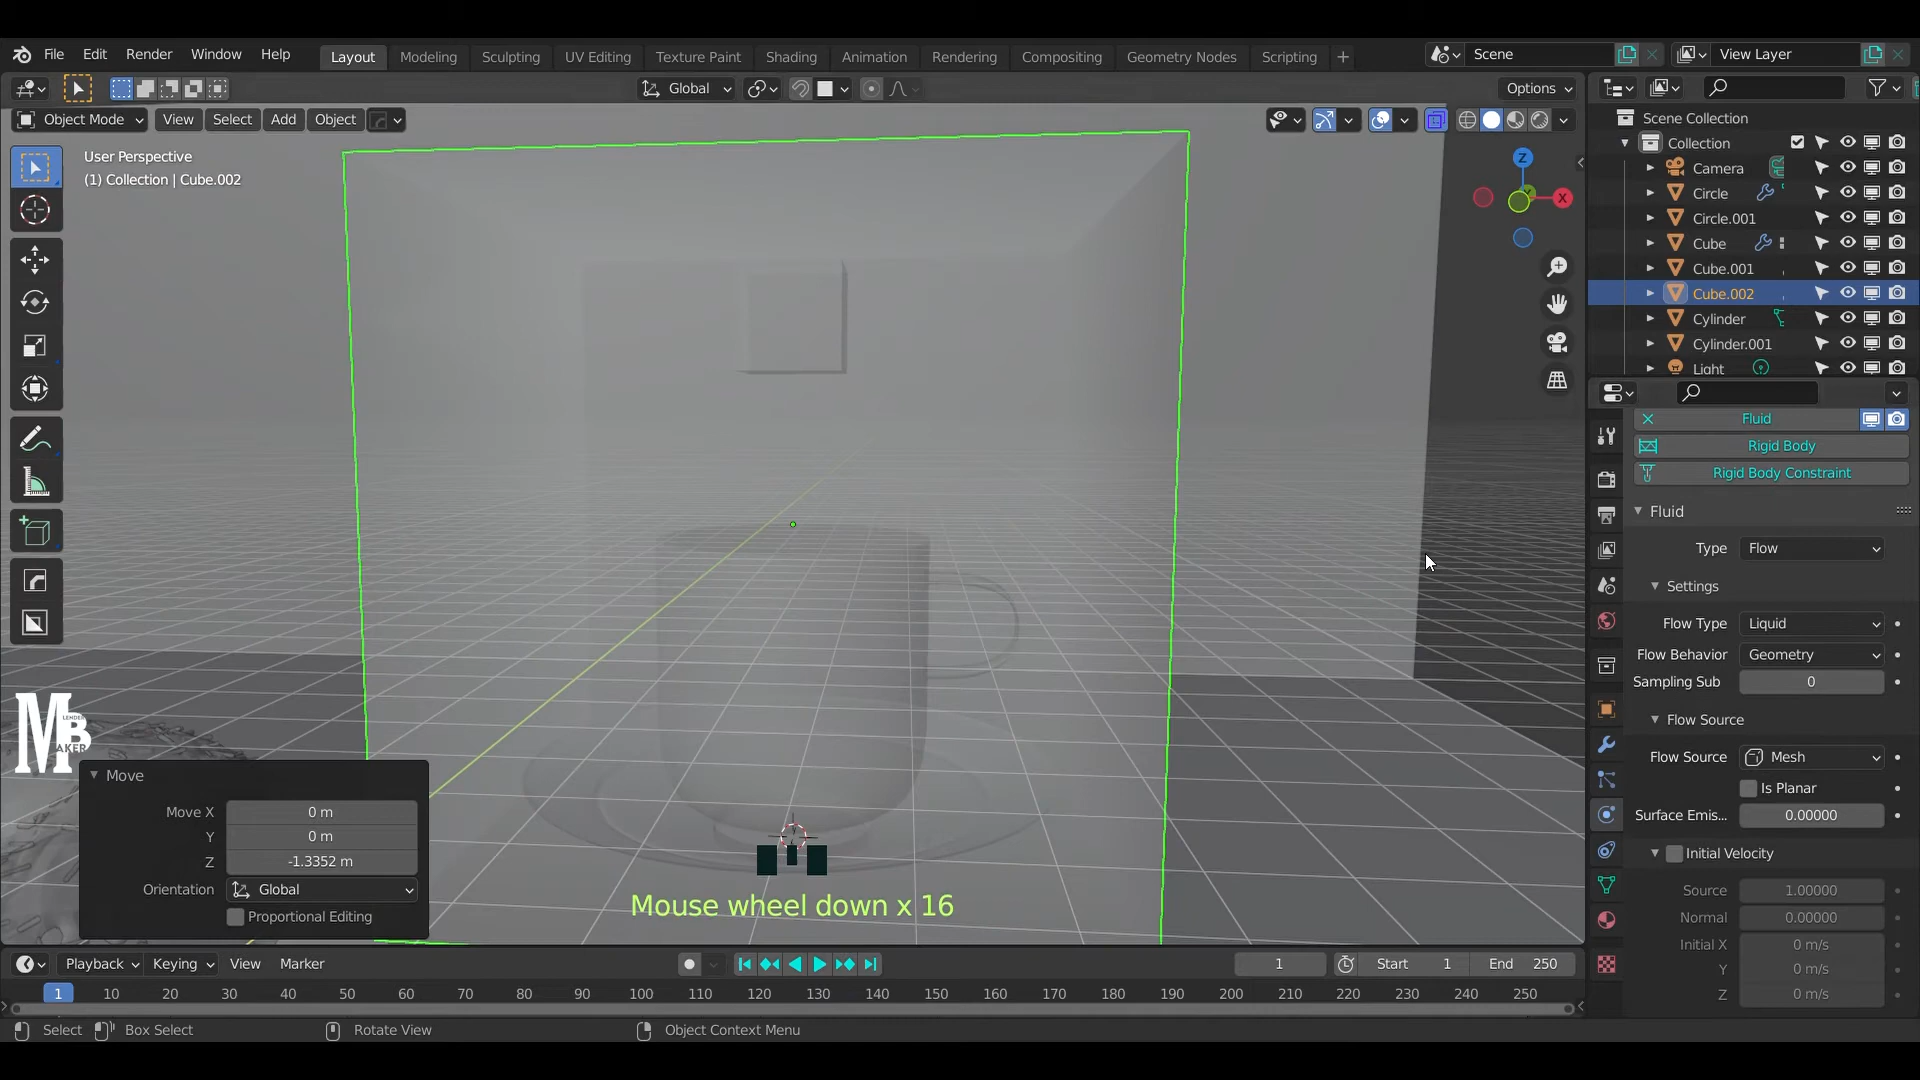 File Edit Render Window Help Layout Modeling Sculpting UV Editing Texture Paint Shading Animation Rendering Compositing Geometry Nodes Scripting + Scene View Layer
Global Options
Object Mode View Select Add Object
User Perspective
(1) Collection | Cube.002
Z
X
Scene Collection
Collection
Camera
Circle
Circle.001
Cube
Cube.001
Cube.002
Cylinder
Cylinder.001
Light
Fluid
Rigid Body
Rigid Body Constraint
Fluid
Type Flow
Settings
Flow Type Liquid
Flow Behavior Geometry
Sampling Sub 0
Flow Source
Flow Source Mesh
Is Planar
Surface Emis... 0.00000
Initial Velocity
Source 1.00000
Normal 0.00000
Initial X 0 m/s
Y 0 m/s
Z 0 m/s
MB
LENDER
AKER
Move
Move X 0 m
Y 0 m
Z -1.3352 m
Orientation Global
Proportional Editing
Mouse wheel down x 16
Playback Keying View Marker 1 Start 1 End 250
1 10 20 30 40 50 60 70 80 90 100 110 120 130 140 150 160 170 180 190 200 210 220 230 240 250
Select Box Select Rotate View Object Context Menu